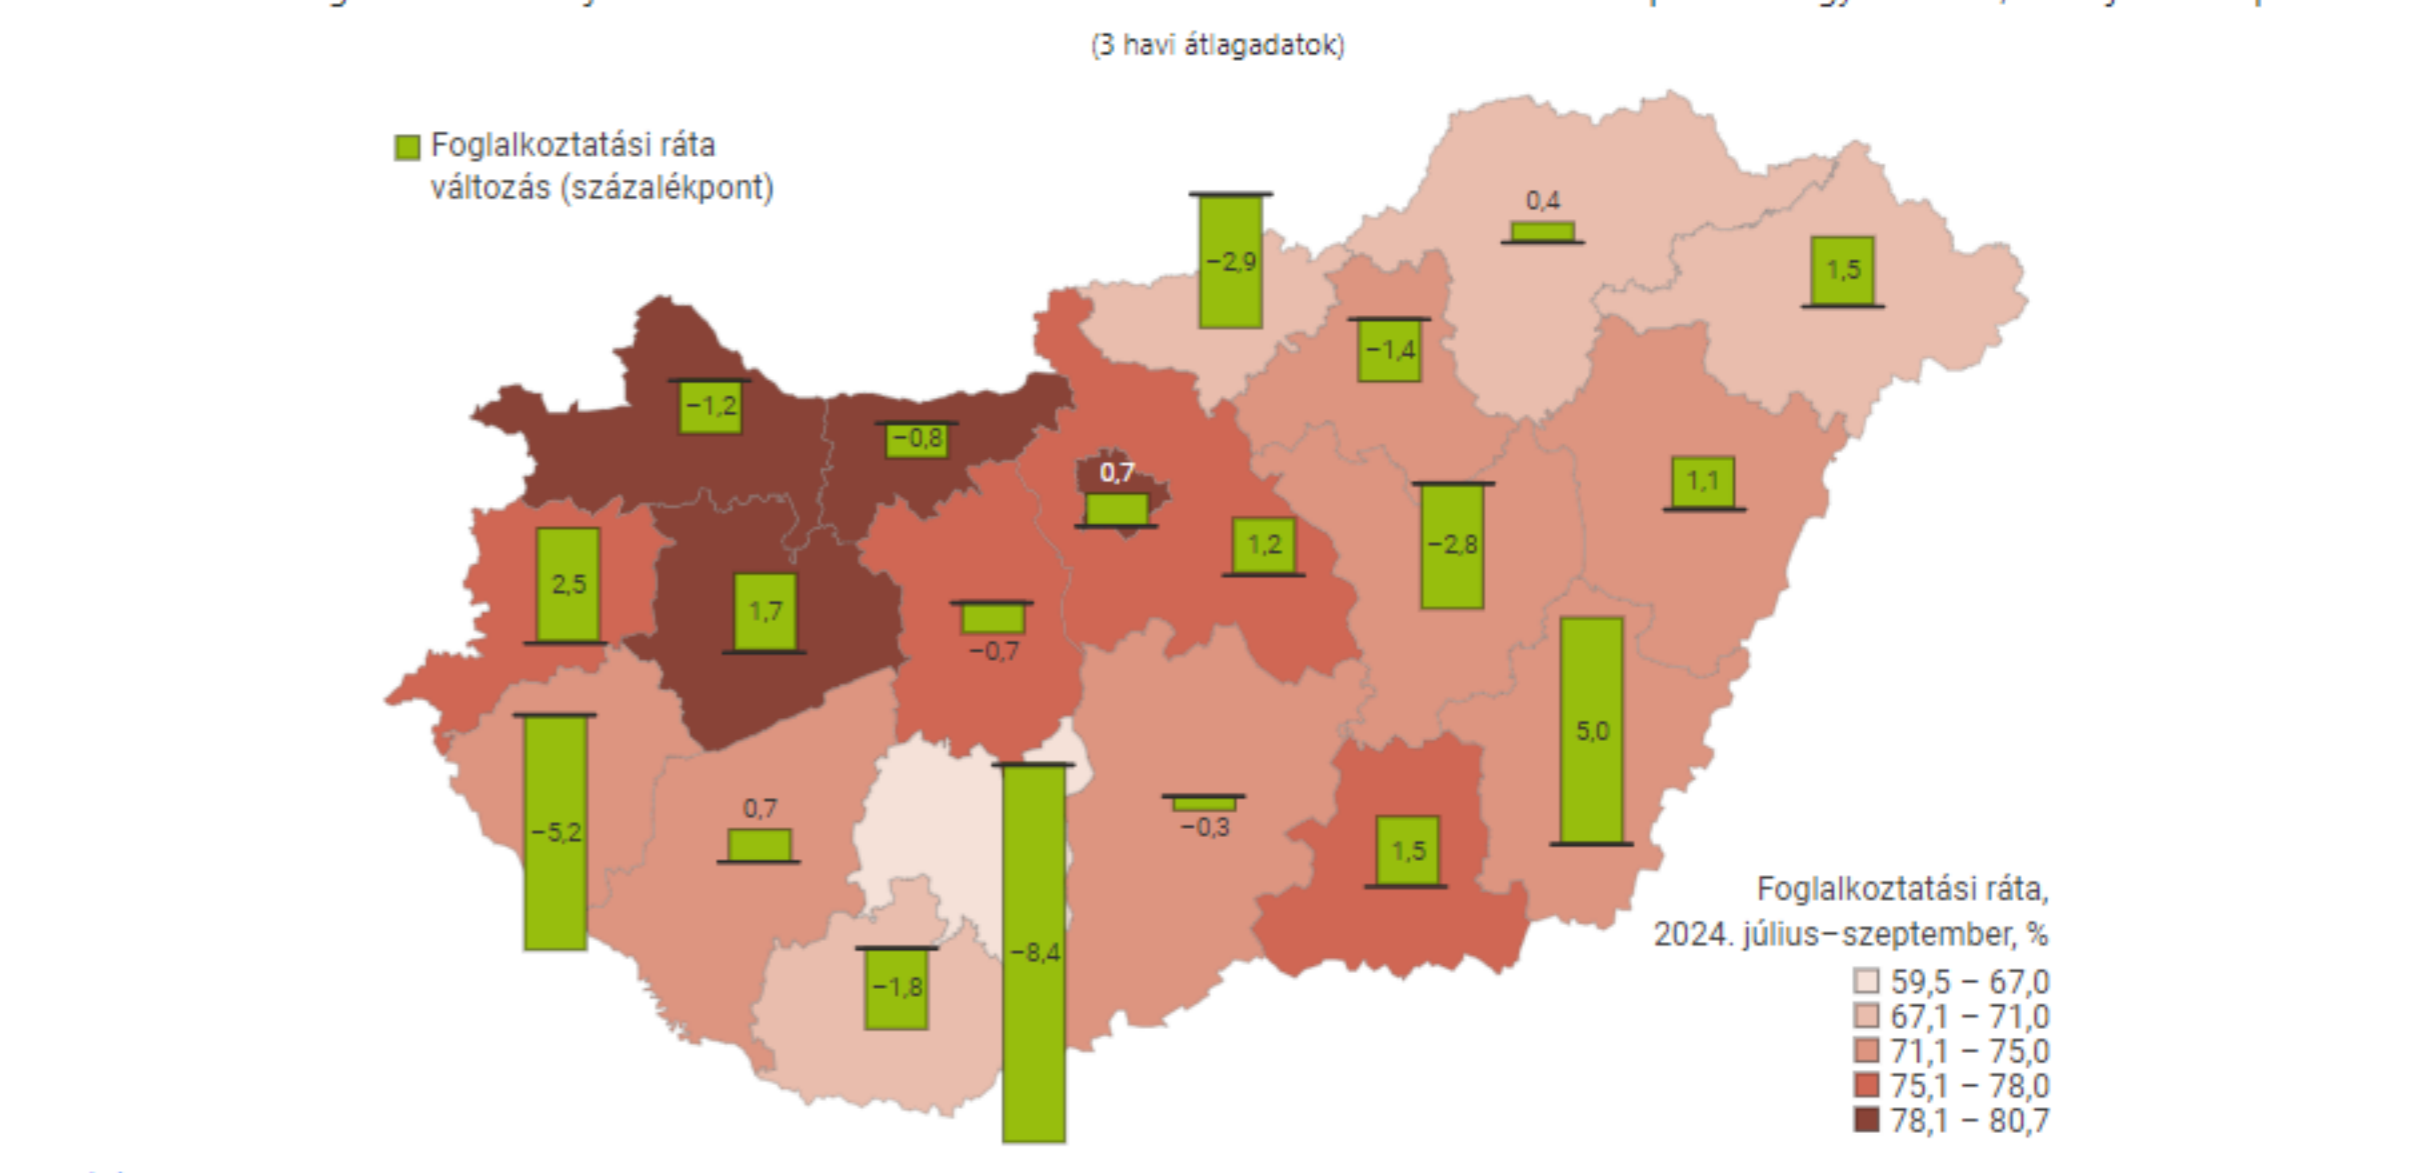 (3 havi átlagadatok)
Foglalkoztatási ráta
változás (százalékpont)
−2,9
0,4
1,5
−1,4
−1,2
−0,8
0,7
1,1
1,2
−2,8
2,5
1,7
−0,7
5,0
−5,2
0,7
−0,3
1,5
−8,4
−1,8
Foglalkoztatási ráta,
2024. július–szeptember, %
59,5 – 67,0
67,1 – 71,0
71,1 – 75,0
75,1 – 78,0
78,1 – 80,7